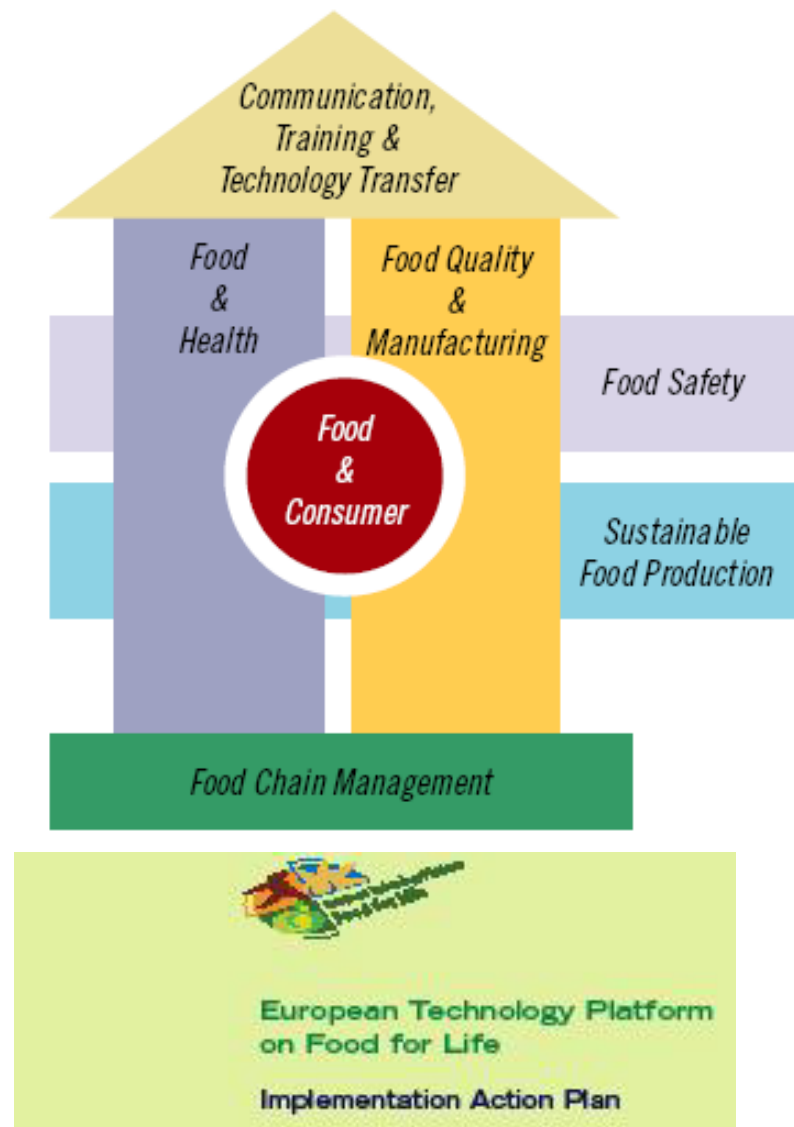 Communication,
Training &
Technology Transfer
Food
&
Health
Food Quality
&
Manufacturing
Food Safety
Food
&
Consumer
Sustainable
Food Production
Food Chain Management
European Technology Platform
on Food for Life
Implementation Action Plan